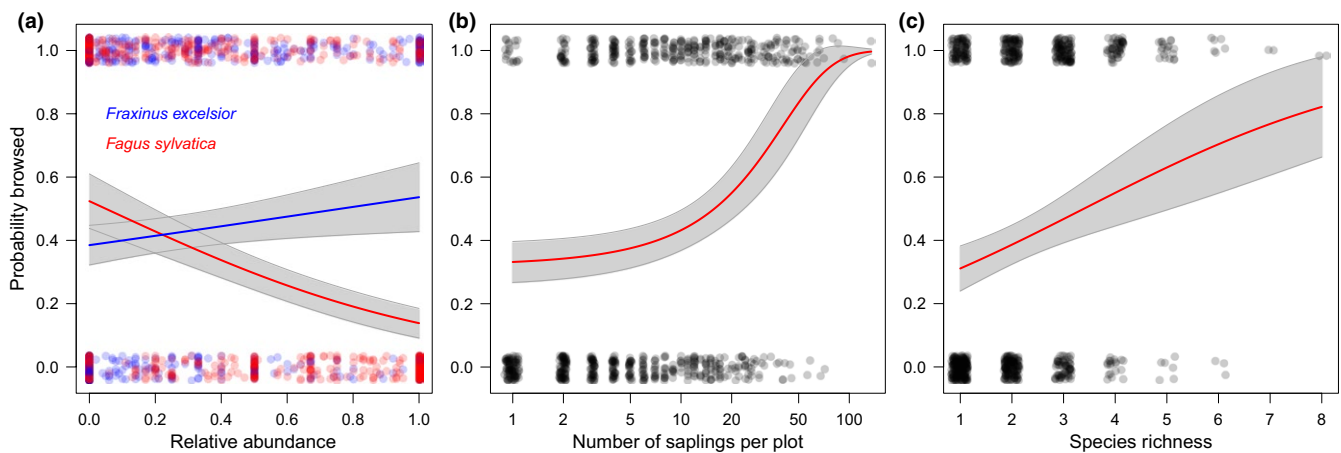 (a)
Probability browsed
1.0
0.8
0.6
0.4
0.2
0.0
Fraxinus excelsior
Fagus sylvatica
0.0 0.2 0.4 0.6 0.8 1.0
Relative abundance
(b)
1.0
0.8
0.6
0.4
0.2
0.0
1 2 5 10 20 50 100
Number of saplings per plot
(c)
1.0
0.8
0.6
0.4
0.2
0.0
1 2 3 4 5 6 7 8
Species richness